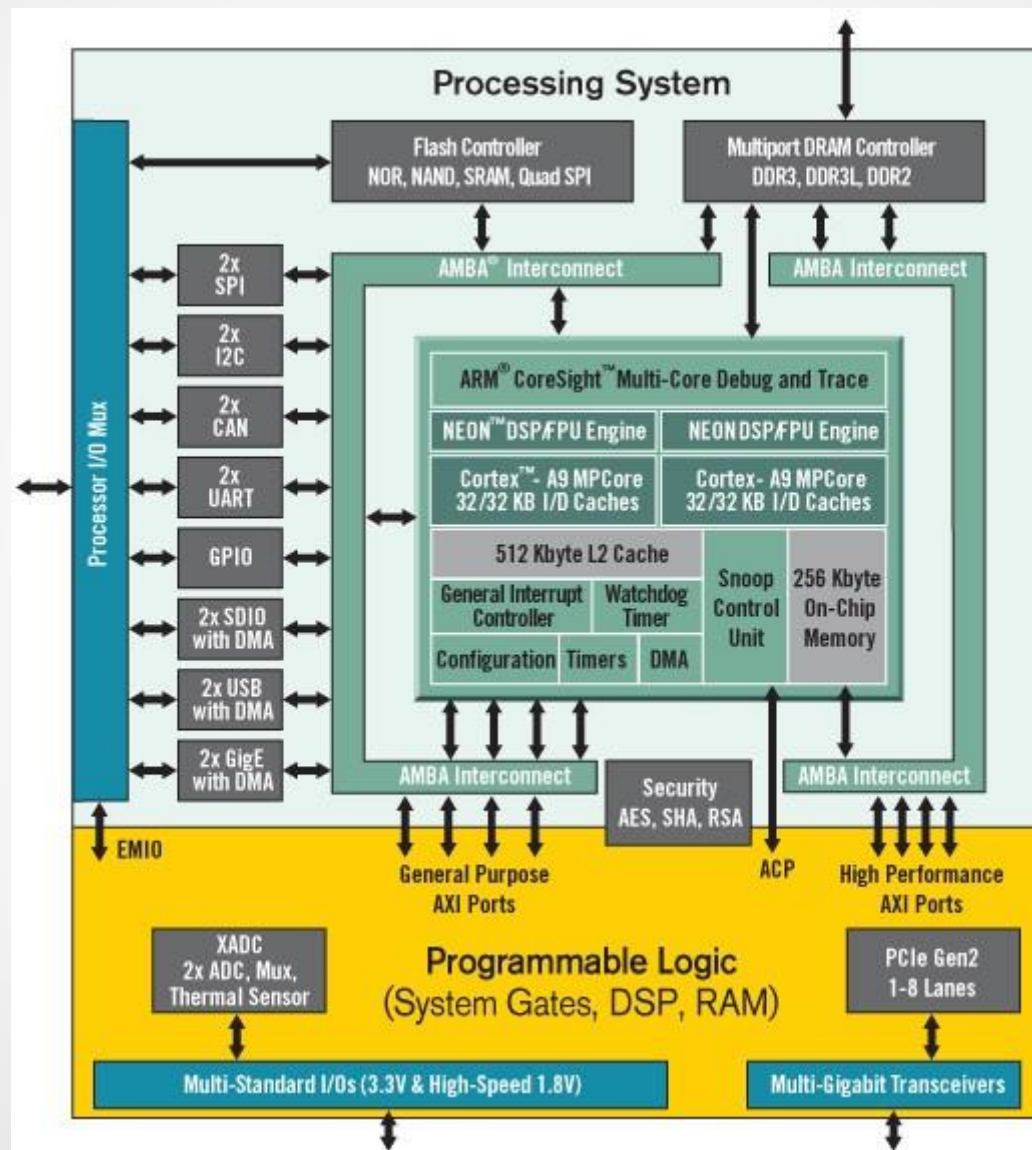 Processing System
Flash Controller
NOR, NAND, SRAM, Quad SPI
Multiport DRAM Controller
DDR3, DDR3L, DDR2
AMBA® Interconnect
AMBA Interconnect
Processor I/O Mux
2x
SPI
2x
I2C
2x
CAN
2x
UART
GPIO
2x SDIO
with DMA
2x USB
with DMA
2x GigE
with DMA
ARM® CoreSight™ Multi-Core Debug and Trace
NEON™ DSP/FPU Engine
NEON DSP/FPU Engine
Cortex™- A9 MPCore
32/32 KB I/D Caches
Cortex- A9 MPCore
32/32 KB I/D Caches
512 Kbyte L2 Cache
General Interrupt
Controller
Watchdog
Timer
Configuration
Timers
DMA
Snoop
Control
Unit
256 Kbyte
On-Chip
Memory
AMBA Interconnect
Security
AES, SHA, RSA
AMBA Interconnect
EMIO
General Purpose
AXI Ports
ACP
High Performance
AXI Ports
XADC
2x ADC, Mux,
Thermal Sensor
Programmable Logic
(System Gates, DSP, RAM)
PCIe Gen2
1-8 Lanes
Multi-Standard I/Os (3.3V & High-Speed 1.8V)
Multi-Gigabit Transceivers